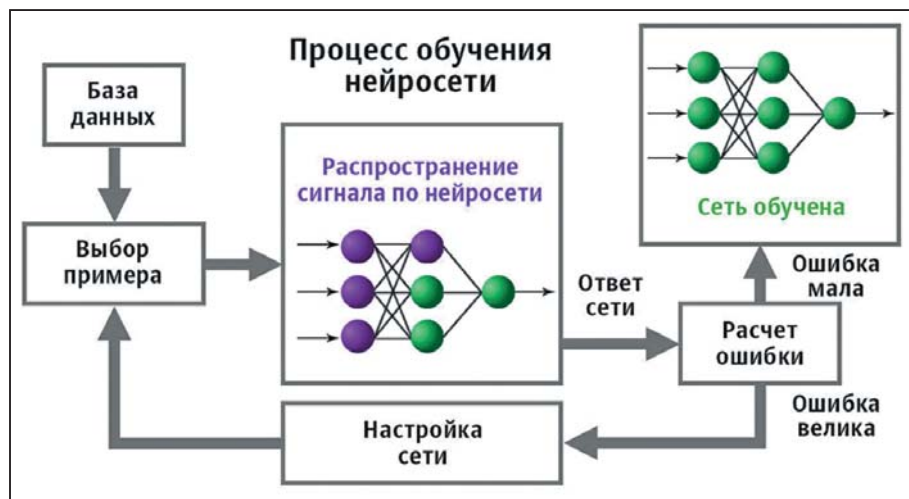 Процесс обучения
нейросети
База
данных
Выбор
примера
Распространение
сигнала по нейросети
Ответ
сети
Расчет
ошибки
Ошибка
мала
Сеть обучена
Ошибка
велика
Настройка
сети